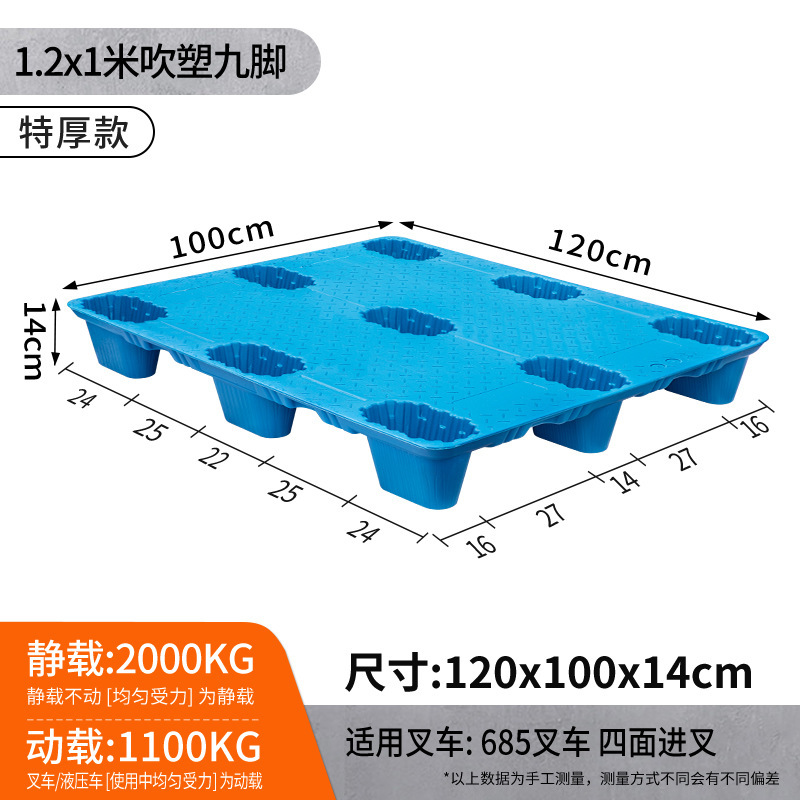 1.2x1米吹塑九脚
特厚款
100cm
120cm
14cm
24
25
22
25
24
16
27
14
27
16
静载:2000KG
静载不动 [均匀受力] 为静载
动载:1100KG
叉车/液压车 [使用中均匀受力] 为动载
尺寸:120x100x14cm
适用叉车: 685叉车 四面进叉
*以上数据为手工测量，测量方式不同会有不同偏差